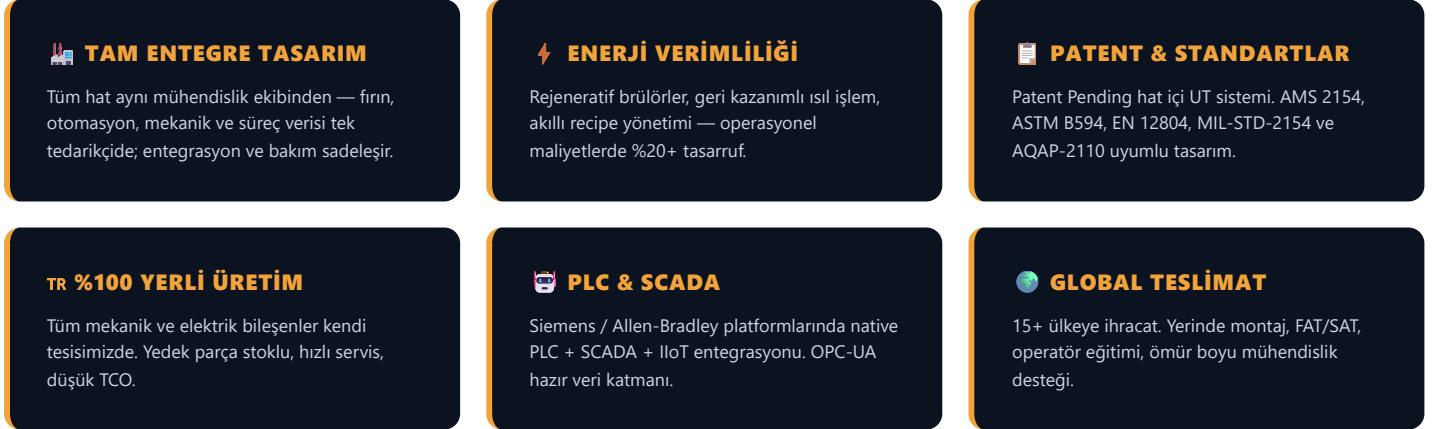 TAM ENTEGRE TASARIM
Tüm hat aynı mühendislik ekibinden — fırın,
otomasyon, mekanik ve süreç verisi tek
tedarikçide; entegrasyon ve bakım sadeleşir.
ENERJİ VERİMLİLİĞİ
Rejeneratif brülörler, geri kazanımlı ısıl işlem,
akıllı recipe yönetimi — operasyonel
maliyetlerde %20+ tasarruf.
PATENT & STANDARTLAR
Patent Pending hat içi UT sistemi. AMS 2154,
ASTM B594, EN 12804, MIL-STD-2154 ve
AQAP-2110 uyumlu tasarım.
TR %100 YERLİ ÜRETİM
Tüm mekanik ve elektrik bileşenler kendi
tesisimizde. Yedek parça stoklu, hızlı servis,
düşük TCO.
PLC & SCADA
Siemens / Allen-Bradley platformlarında native
PLC + SCADA + IIoT entegrasyonu. OPC-UA
hazır veri katmanı.
GLOBAL TESLİMAT
15+ ülkeye ihracat. Yerinde montaj, FAT/SAT,
operatör eğitimi, ömür boyu mühendislik
desteği.